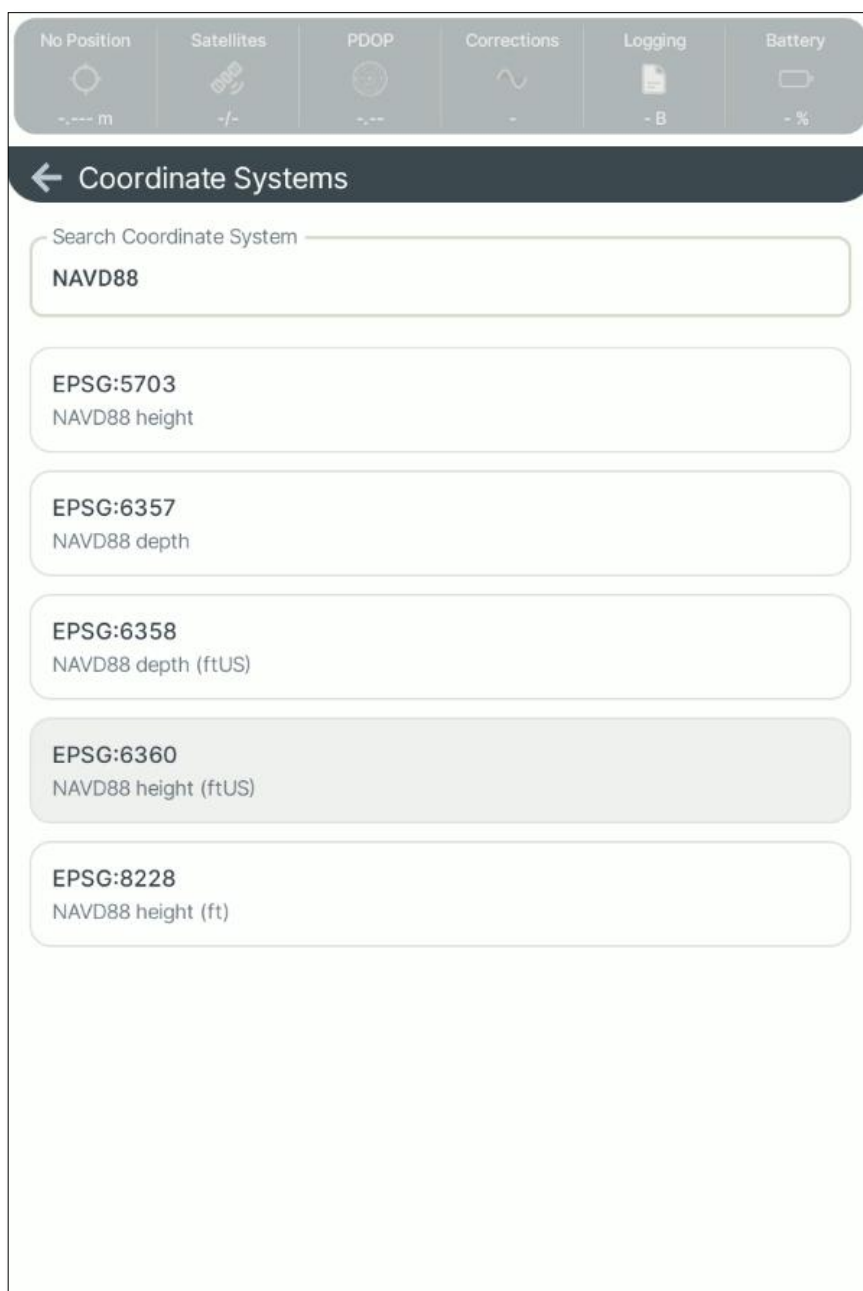 No Position Satellites PDOP Corrections Logging Battery
-.--- m -/- -.-- - - B - %
Coordinate Systems
Search Coordinate System
NAVD88
EPSG:5703
NAVD88 height
EPSG:6357
NAVD88 depth
EPSG:6358
NAVD88 depth (ftUS)
EPSG:6360
NAVD88 height (ftUS)
EPSG:8228
NAVD88 height (ft)